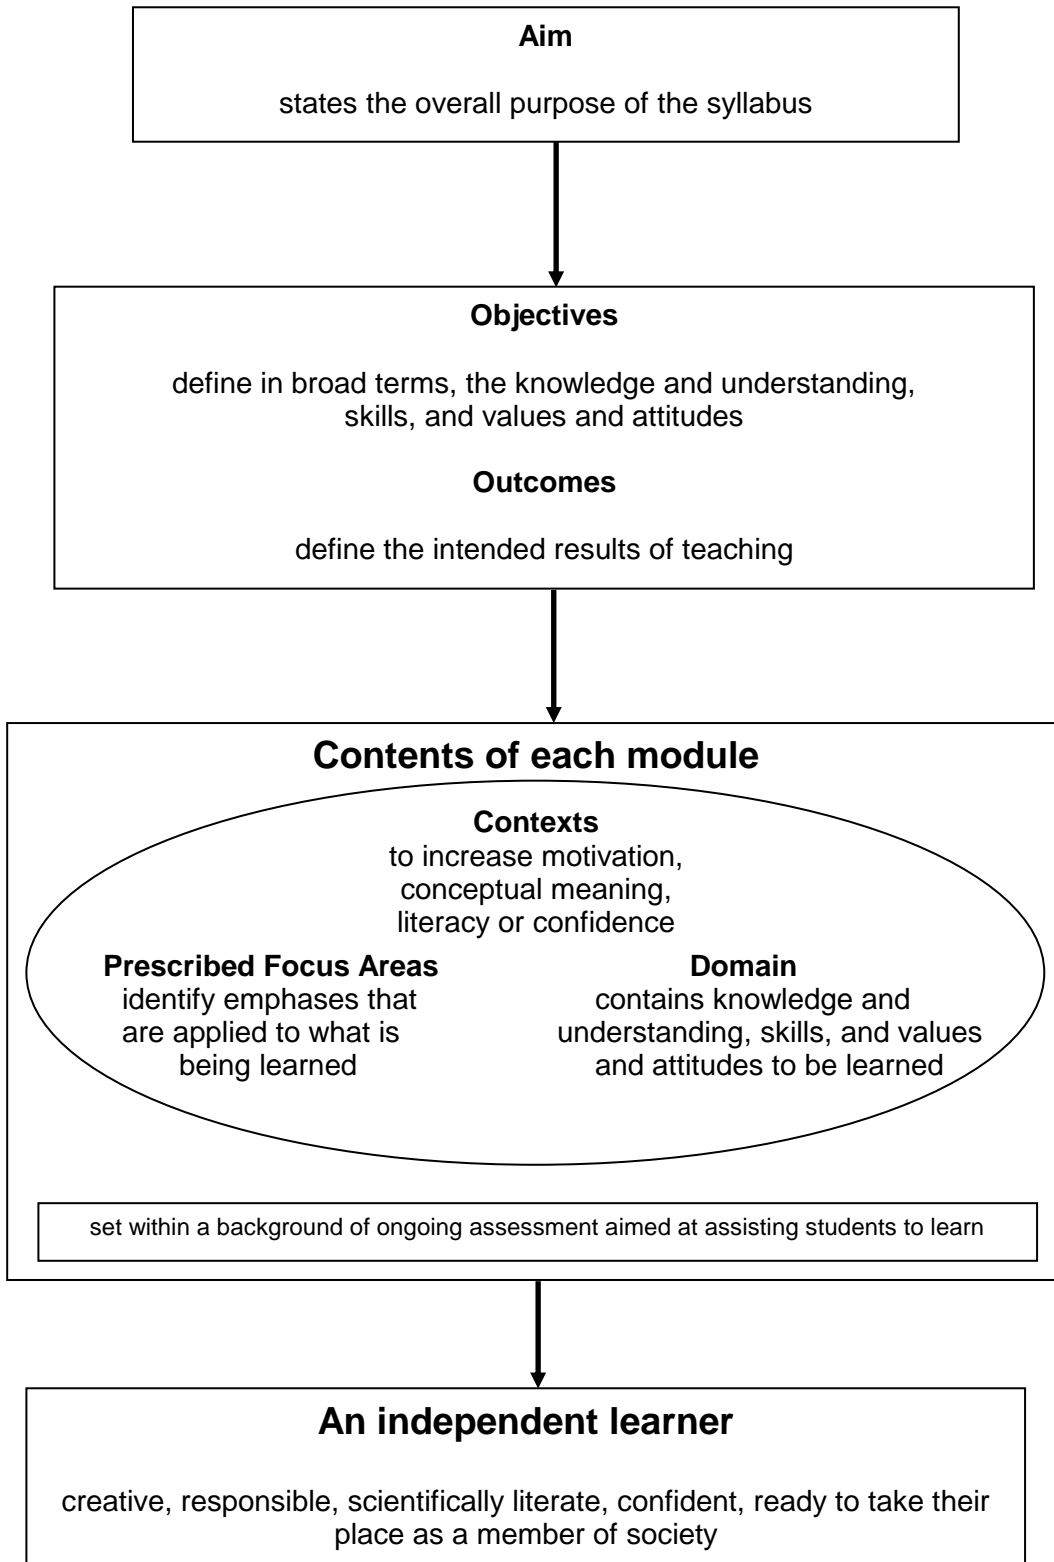 Aim
states the overall purpose of the syllabus
Objectives
define in broad terms, the knowledge and understanding,
skills, and values and attitudes
Outcomes
define the intended results of teaching
Contents of each module
Contexts
to increase motivation,
conceptual meaning,
literacy or confidence
Prescribed Focus Areas
identify emphases that
are applied to what is
being learned
Domain
contains knowledge and
understanding, skills, and values
and attitudes to be learned
set within a background of ongoing assessment aimed at assisting students to learn
An independent learner
creative, responsible, scientifically literate, confident, ready to take their
place as a member of society